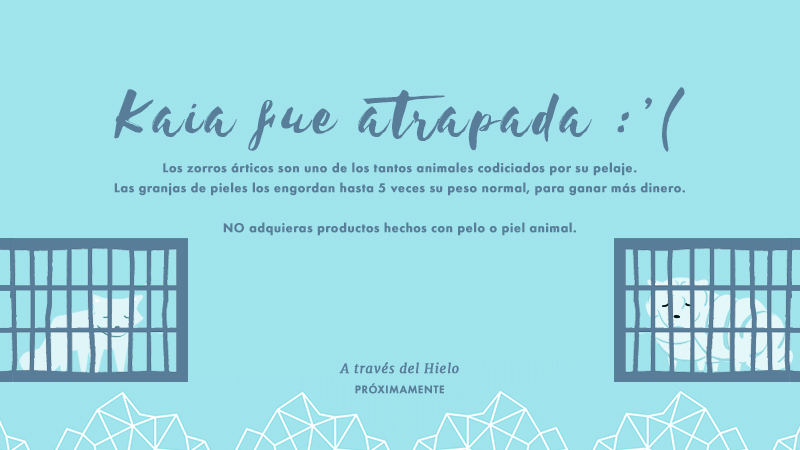 Kaia fue atrapada :'(
Los zorros árticos son uno de los tantos animales codiciados por su pelaje.
Las granjas de pieles los engordan hasta 5 veces su peso normal, para ganar más dinero.
NO adquieras productos hechos con pelo o piel animal.
A través del Hielo
PRÓXIMAMENTE